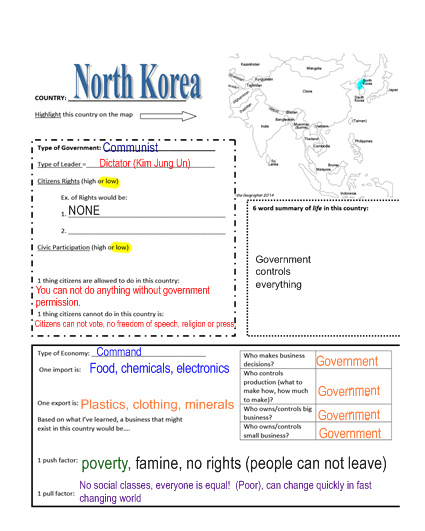 COUNTRY: North Korea
Highlight this country on the map
Kazakhstan
Mongolia
Kyrgyzstan
Tajikistan
Afghanistan
Pakistan
China
North Korea
South Korea
Japan
Nepal
Bhutan
Bangladesh
India
Myanmar
(Burma)
(Taiwan)
Vietnam
Thailand
Cambodia
Philippines
Sri Lanka
Brunei
Malaysia
Indonesia
Type of Government: Communist
Type of Leader = Dictator (Kim Jung Un)
Citizens Rights (high or low)
Ex. of Rights would be:
1. NONE
2.
Civic Participation (high or low)
1 thing citizens are allowed to do in this country:
You can not do anything without government
permission.
1 thing citizens cannot do in this country is:
Citizens can not vote, no freedom of speech, religion or press
6 word summary of life in this country:
Government
controls
everything
Type of Economy: Command
One import is: Food, chemicals, electronics
One export is: Plastics, clothing, minerals
Based on what I've learned, a business that might
exist in this country would be….
Who makes business
decisions? Government
Who controls
production (what to
make how, how much
to make)? Government
Who owns/controls big
business? Government
Who owns/controls
small business? Government
1 push factor: poverty, famine, no rights (people can not leave)
1 pull factor: No social classes, everyone is equal! (Poor), can change quickly in fast
changing world